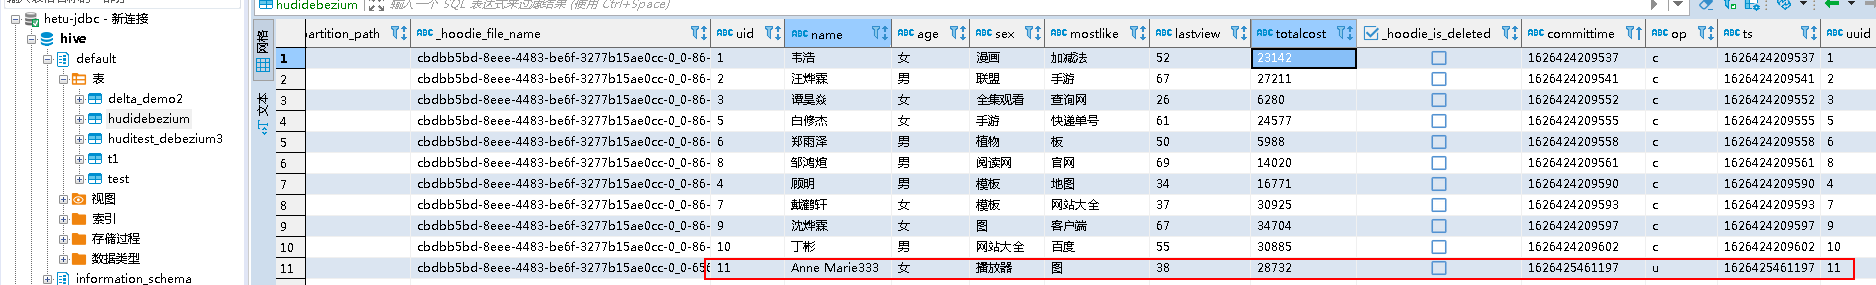 hudidebezium 输入一个 SQL 表达式来过滤结果 (使用 Ctrl+Space)
hetu-jdbc - 新连接
hive
default
表
delta_demo2
hudidebezium
huditest_debezium3
t1
test
视图
索引
存储过程
数据类型
information_schema
网格
文本
partition_path _hoodie_file_name ABC uid ABC name ABC age ABC sex ABC mostlike ABC lastview ABC totalcost _hoodie_is_deleted ABC committime ABC op ABC ts ABC uuid
1 cbdbb5bd-8eee-4483-be6f-3277b15ae0cc-0_0-86- 1 韦浩 女 漫画 加减法 52 23142 1626424209537 c 1626424209537 1
2 cbdbb5bd-8eee-4483-be6f-3277b15ae0cc-0_0-86- 2 汪烨霖 男 联盟 手游 67 27211 1626424209541 c 1626424209541 2
3 cbdbb5bd-8eee-4483-be6f-3277b15ae0cc-0_0-86- 3 谭昊焱 女 全集观看 查询网 26 6280 1626424209552 c 1626424209552 3
4 cbdbb5bd-8eee-4483-be6f-3277b15ae0cc-0_0-86- 5 白修杰 女 手游 快递单号 61 24577 1626424209555 c 1626424209555 5
5 cbdbb5bd-8eee-4483-be6f-3277b15ae0cc-0_0-86- 6 郑雨泽 男 植物 板 50 5988 1626424209558 c 1626424209558 6
6 cbdbb5bd-8eee-4483-be6f-3277b15ae0cc-0_0-86- 8 邹鸿煊 男 阅读网 官网 69 14020 1626424209561 c 1626424209561 8
7 cbdbb5bd-8eee-4483-be6f-3277b15ae0cc-0_0-86- 4 顾明 男 模板 地图 34 16771 1626424209590 c 1626424209590 4
8 cbdbb5bd-8eee-4483-be6f-3277b15ae0cc-0_0-86- 7 女 模板 网站大全 37 30925 1626424209593 c 1626424209593 7
9 cbdbb5bd-8eee-4483-be6f-3277b15ae0cc-0_0-86- 9 沈烨霖 女 图 客户端 67 34704 1626424209597 c 1626424209597 9
10 cbdbb5bd-8eee-4483-be6f-3277b15ae0cc-0_0-86- 10 丁彬 男 网站大全 百度 55 30885 1626424209602 c 1626424209602 10
11 cbdbb5bd-8eee-4483-be6f-3277b15ae0cc-0_0-656 11 Anne Marie333 女 播放器 图 38 28732 1626425461197 u 1626425461197 11